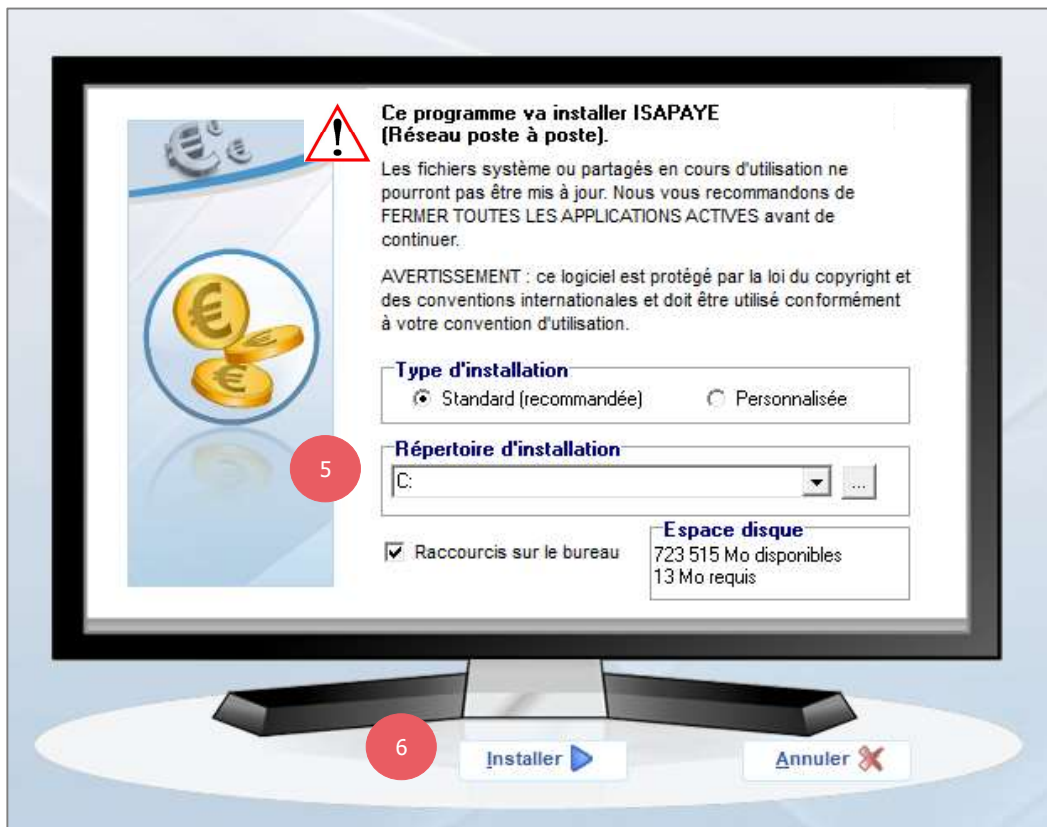 Ce programme va installer ISAPAYE
(Réseau poste à poste).
Les fichiers système ou partagés en cours d'utilisation ne
pourront pas être mis à jour. Nous vous recommandons de
FERMER TOUTES LES APPLICATIONS ACTIVES avant de
continuer.
AVERTISSEMENT : ce logiciel est protégé par la loi du copyright et
des conventions internationales et doit être utilisé conformément
à votre convention d'utilisation.
Type d'installation
Standard (recommandée) Personnalisée
5
Répertoire d'installation
C: ...
Raccourcis sur le bureau
Espace disque
723 515 Mo disponibles
13 Mo requis
6
Installer Annuler